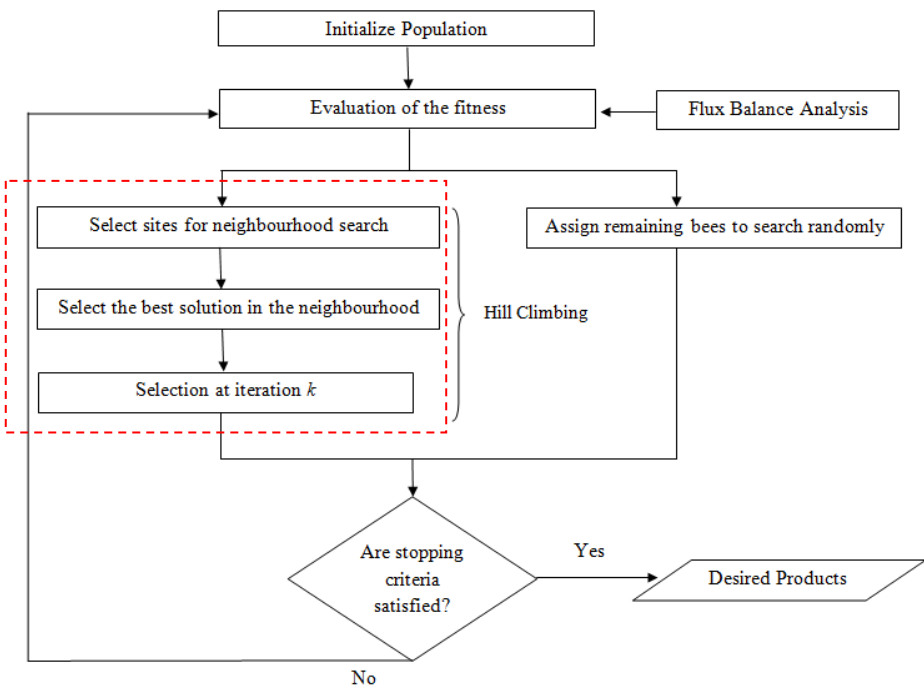 Initialize Population
Evaluation of the fitness
Flux Balance Analysis
Select sites for neighbourhood search
Assign remaining bees to search randomly
Select the best solution in the neighbourhood
Hill Climbing
Selection at iteration k
Are stopping
criteria
satisfied?
Yes
Desired Products
No